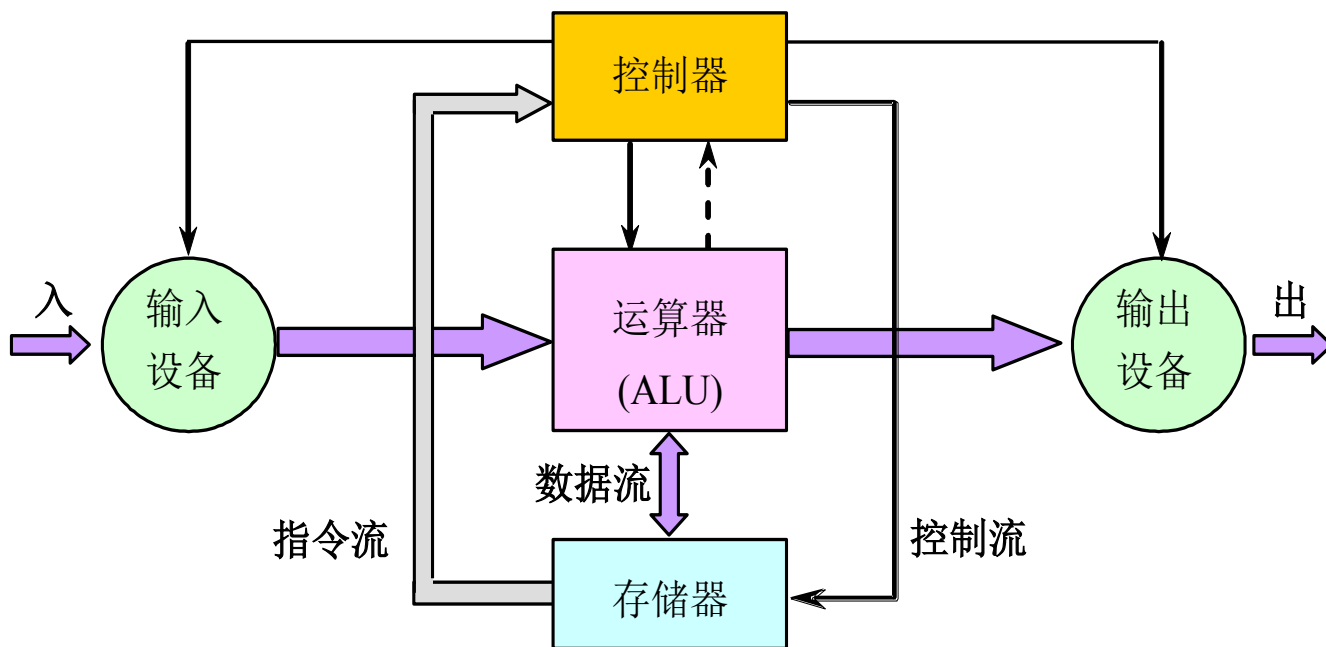 控制器
入
输入
设备
运算器
(ALU)
输出
设备
出
数据流
指令流
控制流
存储器